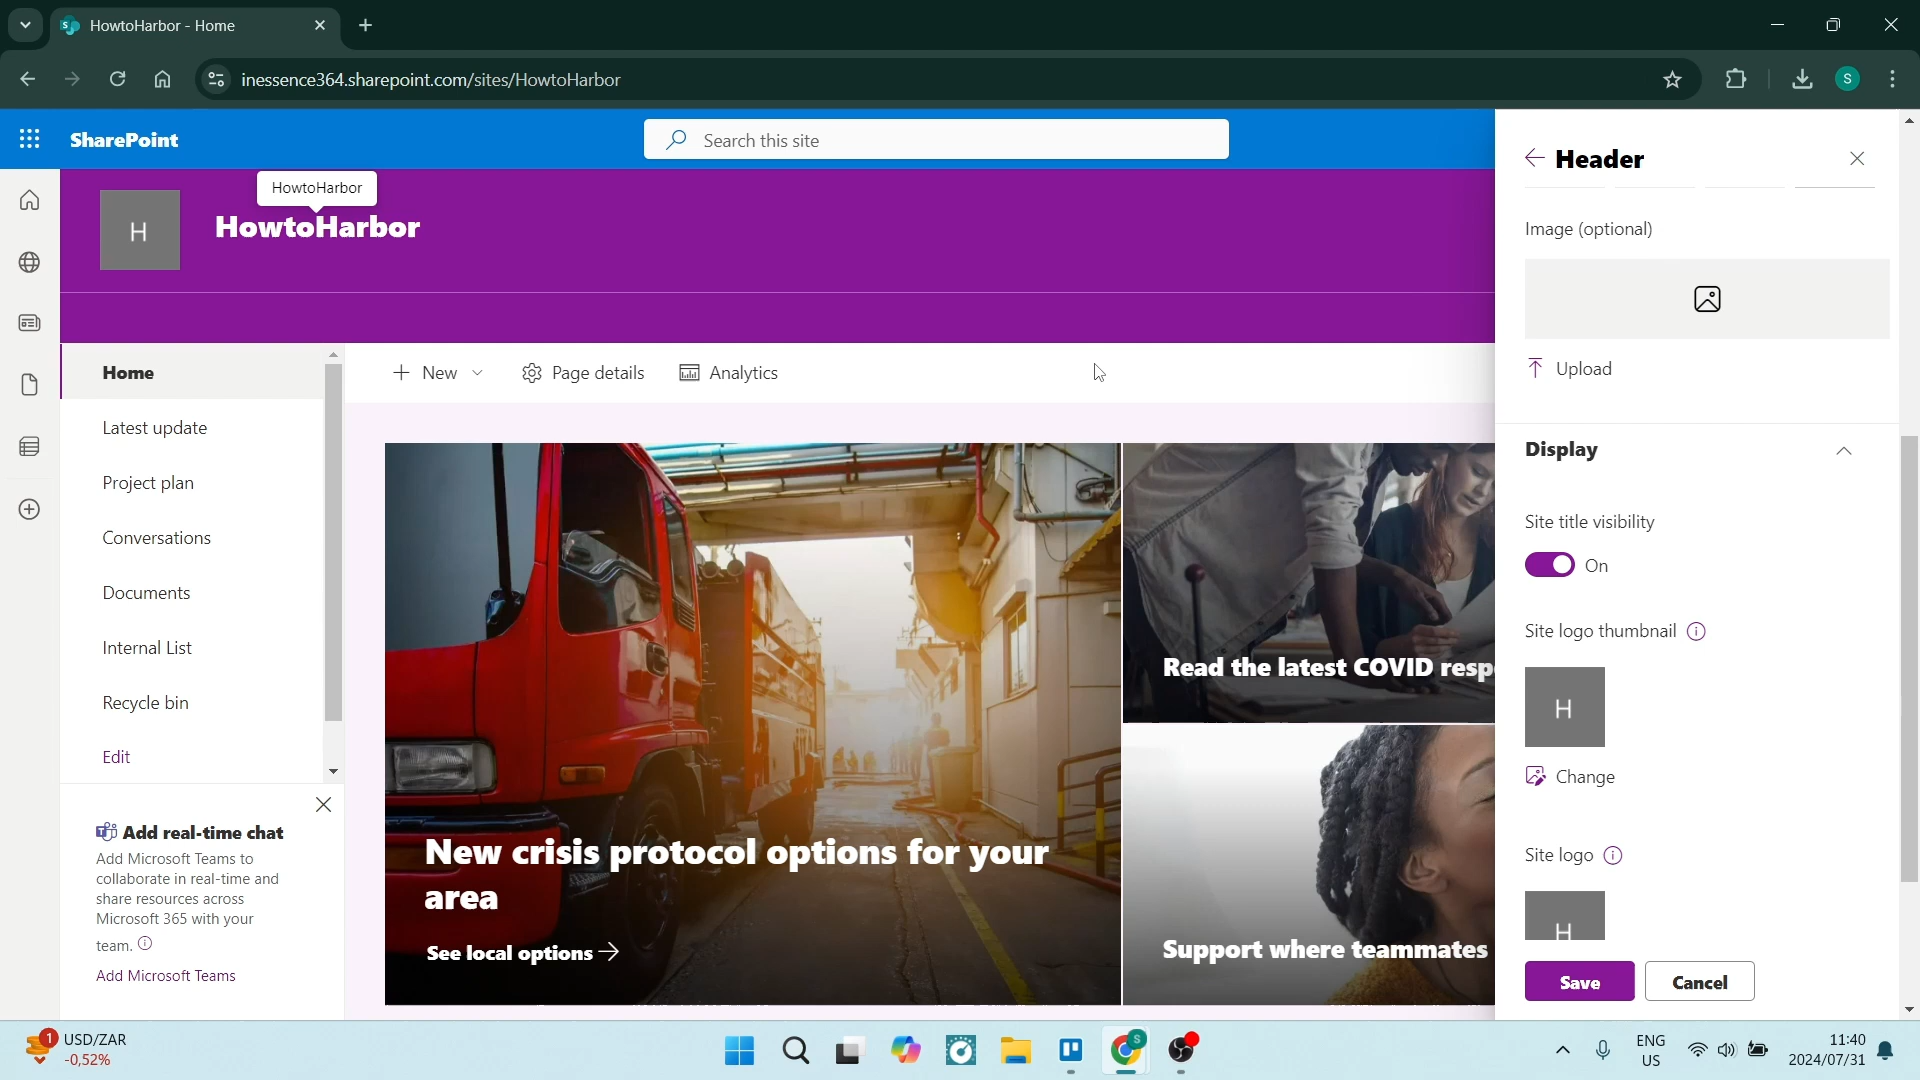 HowtoHarbor - Home
inessence364.sharepoint.com/sites/HowtoHarbor
S
SharePoint
Search this site
HowtoHarbor
H
HowtoHarbor
Home
Latest update
Project plan
Conversations
Documents
Internal List
Recycle bin
Edit
Add real-time chat
Add Microsoft Teams to
collaborate in real-time and
share resources across
Microsoft 365 with your
team.
Add Microsoft Teams
New
Page details
Analytics
New crisis protocol options for your
area
See local options
Read the latest COVID resp
Support where teammates
Header
Image (optional)
Upload
Display
Site title visibility
On
Site logo thumbnail
H
Change
Site logo
H
Save
Cancel
1
USD/ZAR
-0,52%
S
ENG
US
11:40
2024/07/31